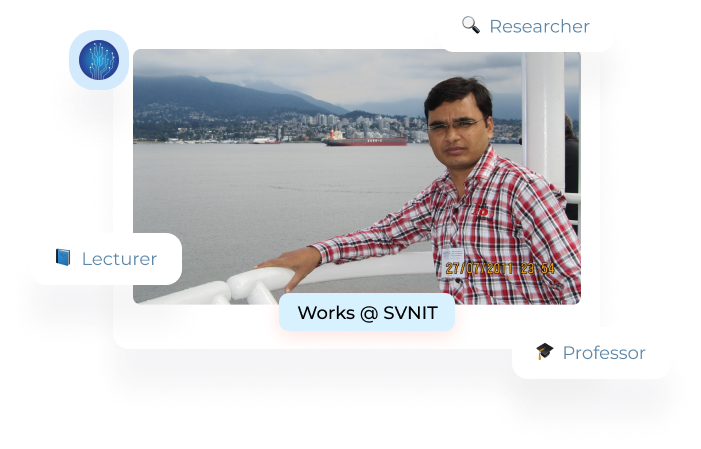 Researcher
Lecturer
27/07/2011 23:54
Works @ SVNIT
Professor